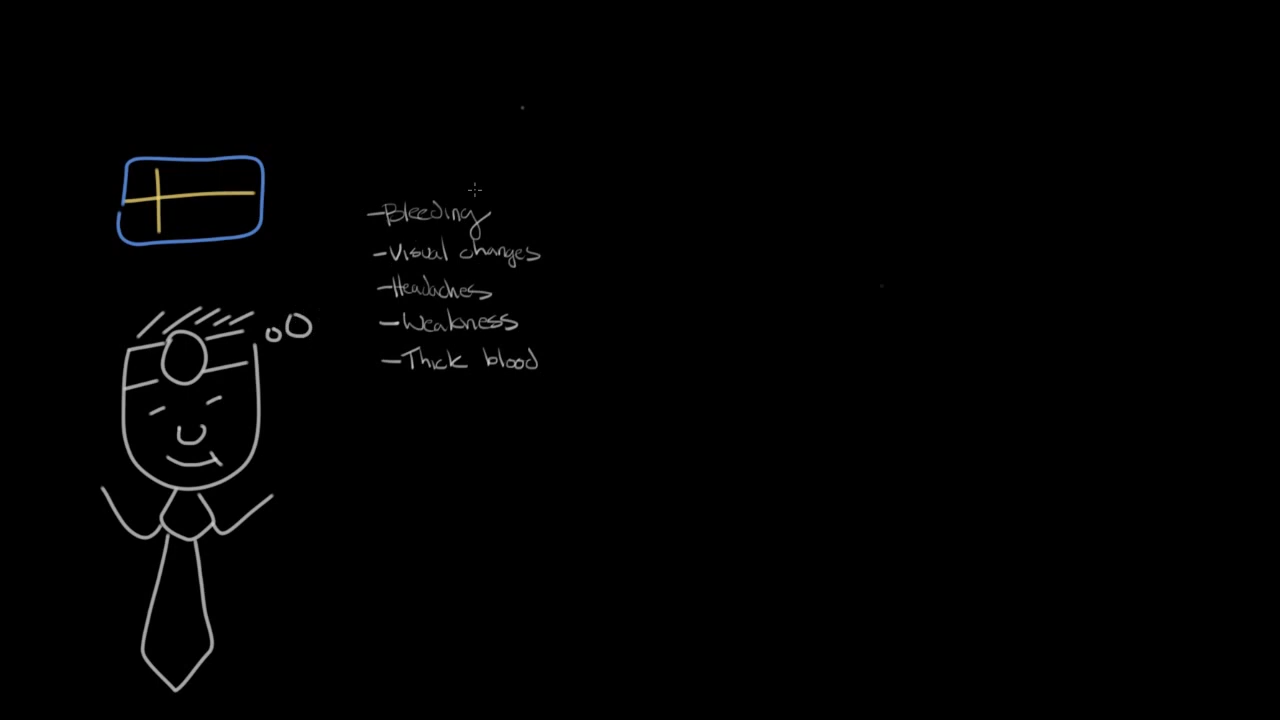 -Bleeding
-Visual changes
-Headaches
-Weakness
-Thick blood